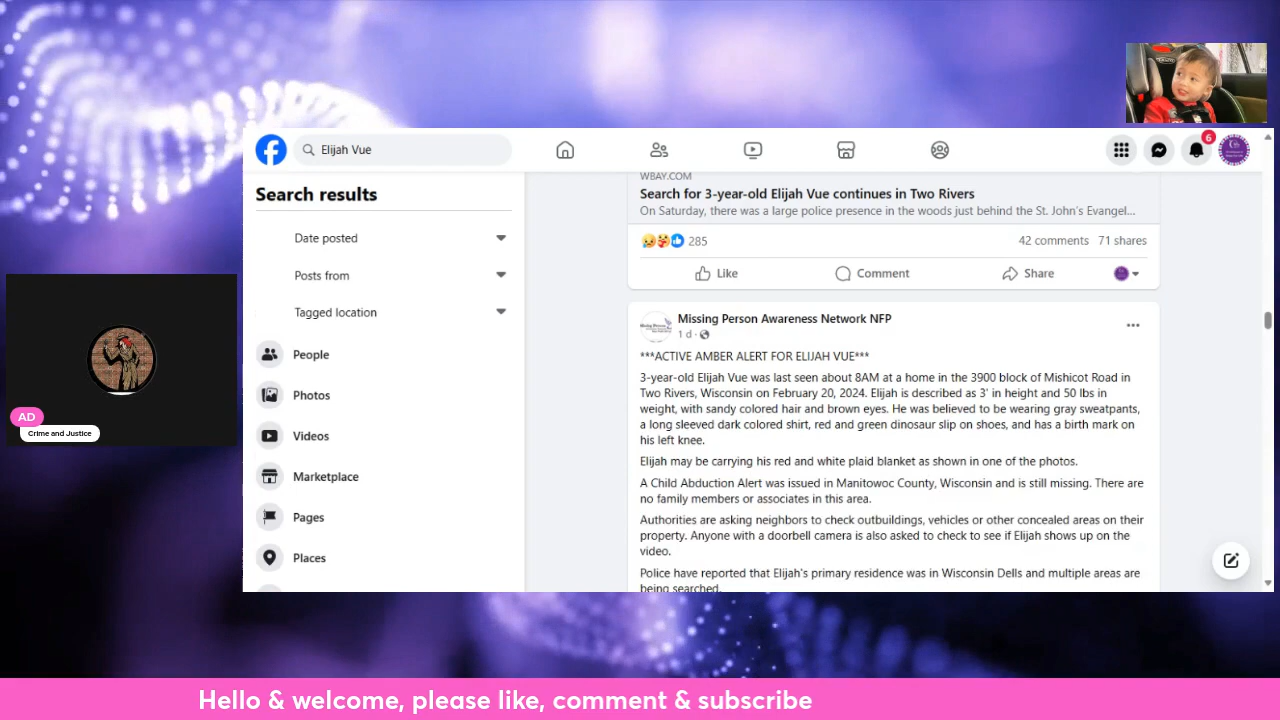 Elijah Vue
6
Search results
Date posted
Posts from
Tagged location
People
Photos
Videos
Marketplace
Pages
Places
WBAY.COM
Search for 3-year-old Elijah Vue continues in Two Rivers
On Saturday, there was a large police presence in the woods just behind the St. John's Evangel...
285
42 comments 71 shares
Like Comment Share
Missing Person Awareness Network NFP
1 d ·
***ACTIVE AMBER ALERT FOR ELIJAH VUE***
3-year-old Elijah Vue was last seen about 8AM at a home in the 3900 block of Mishicot Road in
Two Rivers, Wisconsin on February 20, 2024. Elijah is described as 3' in height and 50 lbs in
weight, with sandy colored hair and brown eyes. He was believed to be wearing gray sweatpants,
a long sleeved dark colored shirt, red and green dinosaur slip on shoes, and has a birth mark on
his left knee.
Elijah may be carrying his red and white plaid blanket as shown in one of the photos.
A Child Abduction Alert was issued in Manitowoc County, Wisconsin and is still missing. There are
no family members or associates in this area.
Authorities are asking neighbors to check outbuildings, vehicles or other concealed areas on their
property. Anyone with a doorbell camera is also asked to check to see if Elijah shows up on the
video.
Police have reported that Elijah's primary residence was in Wisconsin Dells and multiple areas are
being searched.
AD
Crime and Justice
Hello & welcome, please like, comment & subscribe